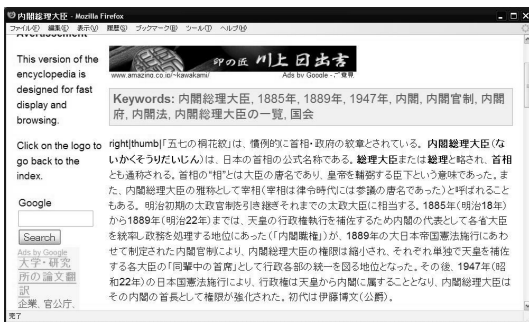 内閣総理大臣 - Mozilla Firefox
ファイル(F) 編集(E) 表示(V) 履歴(S) ブックマーク(B) ツール(T) ヘルプ(H)
Advertisement
This version of the
encyclopedia is
designed for fast
display and
browsing.
Click on the logo to
go back to the
index.
Google
Search
Ads by Google
大学・研究
所の論文翻
訳
企業、官公庁、
印の匠 川上
www.amazing.co.jp/~kawakami/
Ads by Google - ご意見
Keywords: 内閣総理大臣, 1885年, 1889年, 1947年, 内閣, 内閣官制, 内閣
府, 内閣法, 内閣総理大臣の一覧, 国会
right|thumb|「五七の桐花紋」は、慣例的に首相・政府の紋章とされている。 内閣総理大臣(な
いかくそうりだいじん)は、日本の首相の公式名称である。総理大臣または総理と略され、首相
とも通称される。首相の"相"とは大臣の唐名であり、皇帝を輔弼する臣下という意味であった。ま
た、内閣総理大臣の雅称として宰相(宰相は律令時代には参議の唐名であった)と呼ばれること
もある。 明治初期の太政官制を引き継ぎそれまでの太政大臣に相当する。1885年(明治18年)
から1889年(明治22年)までは、天皇の行政権執行を補佐するため内閣の代表として各省大臣
を統率し政務を処理する地位にあった(「内閣職権」)が、1889年の大日本帝国憲法施行にあわ
せて制定された内閣官制により、内閣総理大臣の権限は縮小され、それぞれ単独で天皇を補佐
する各大臣の「同輩中の首席」として行政各部の統一を図る地位となった。その後、1947年(昭
和22年)の日本国憲法施行により、行政権は天皇から内閣に属することとなり、内閣総理大臣は
その内閣の首長として権限が強化された。初代は伊藤博文(公爵)。
完了